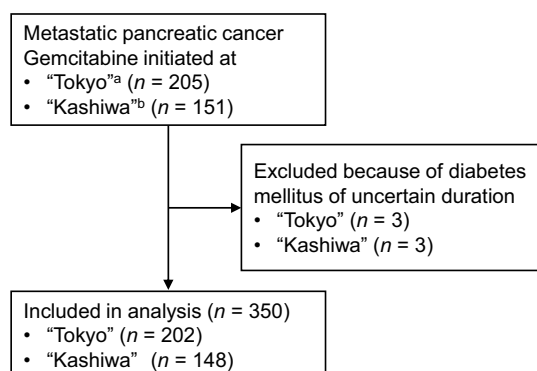 Metastatic pancreatic cancer
Gemcitabine initiated at
• “Tokyo”ᵃ (n = 205)
• “Kashiwa”ᵇ (n = 151)
Excluded because of diabetes
mellitus of uncertain duration
• “Tokyo” (n = 3)
• “Kashiwa” (n = 3)
Included in analysis (n = 350)
• “Tokyo” (n = 202)
• “Kashiwa” (n = 148)